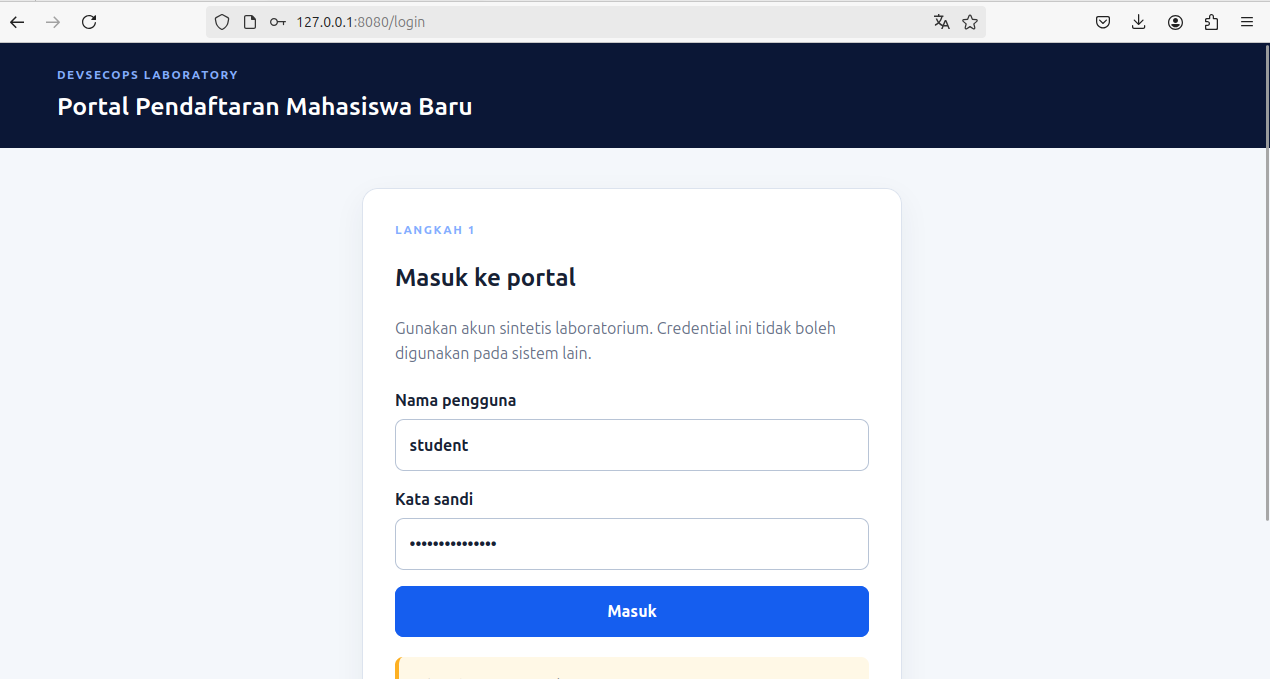 127.0.0.1:8080/login
DEVSECOPS LABORATORY
Portal Pendaftaran Mahasiswa Baru
LANGKAH 1
Masuk ke portal
Gunakan akun sintetis laboratorium. Credential ini tidak boleh
digunakan pada sistem lain.
Nama pengguna
student
Kata sandi
•••••••••••••••
Masuk